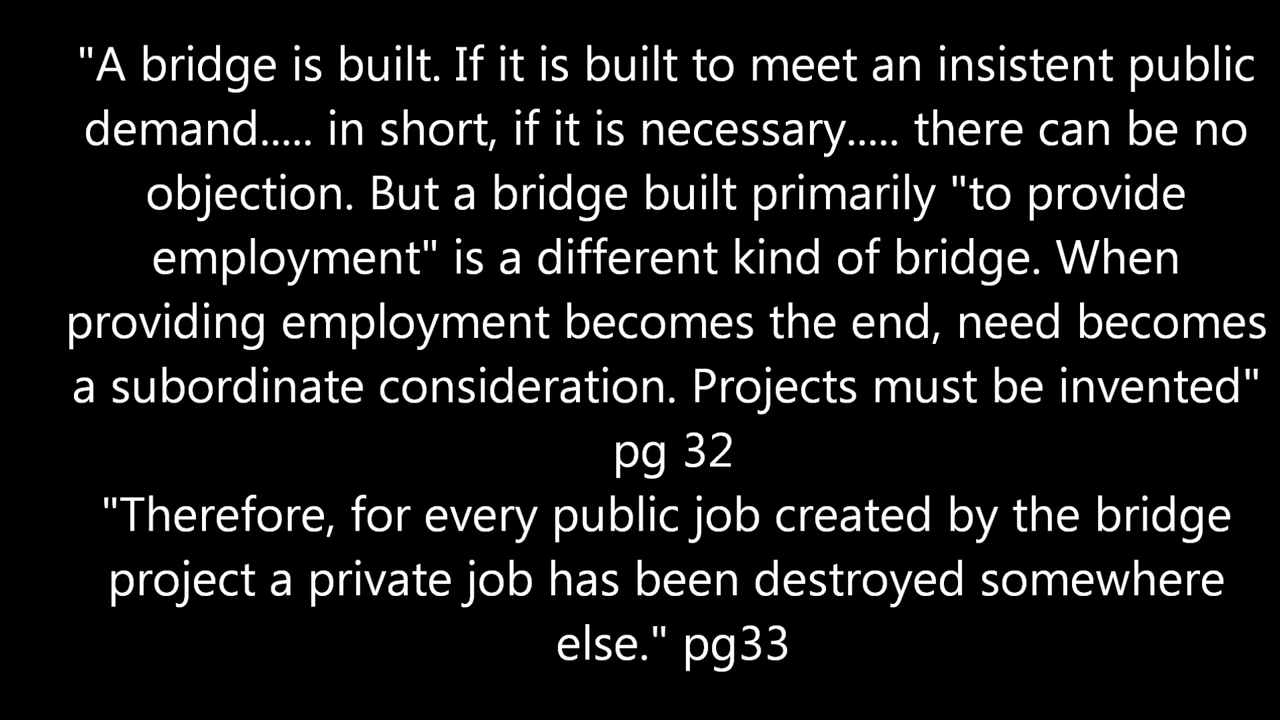 "A bridge is built. If it is built to meet an insistent public
demand..... in short, if it is necessary..... there can be no
objection. But a bridge built primarily "to provide
employment" is a different kind of bridge. When
providing employment becomes the end, need becomes
a subordinate consideration. Projects must be invented"
pg 32
"Therefore, for every public job created by the bridge
project a private job has been destroyed somewhere
else." pg33